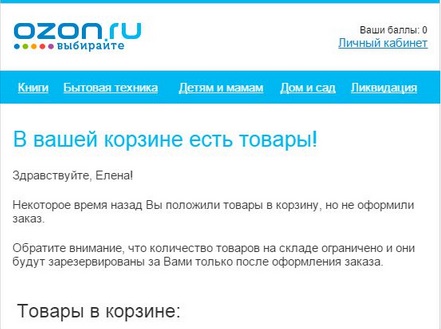 ozon.ru
выбирайте
Ваши баллы: 0
Личный кабинет
Книги Бытовая техника Детям и мамам Дом и сад Ликвидация
В вашей корзине есть товары!
Здравствуйте, Елена!
Некоторое время назад Вы положили товары в корзину, но не оформили
заказ.
Обратите внимание, что количество товаров на складе ограничено и они
будут зарезервированы за Вами только после оформления заказа.
Товары в корзине: